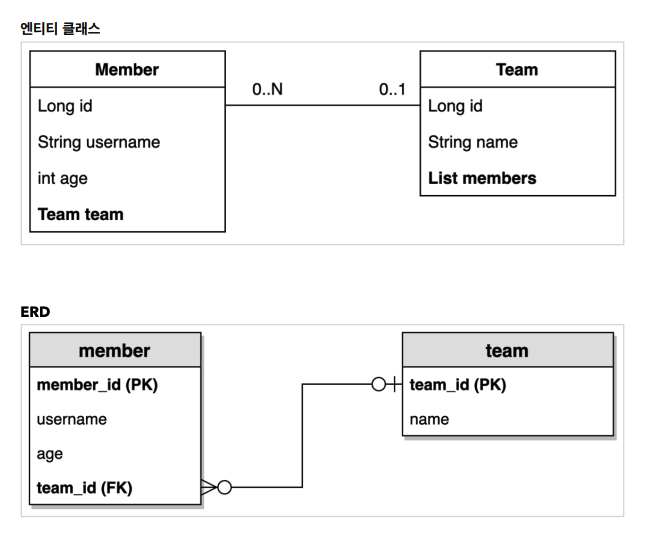 엔티티 클래스
Member
Long id
String username
int age
Team team
0..N
0..1
Team
Long id
String name
List members
ERD
member
member_id (PK)
username
age
team_id (FK)
team
team_id (PK)
name